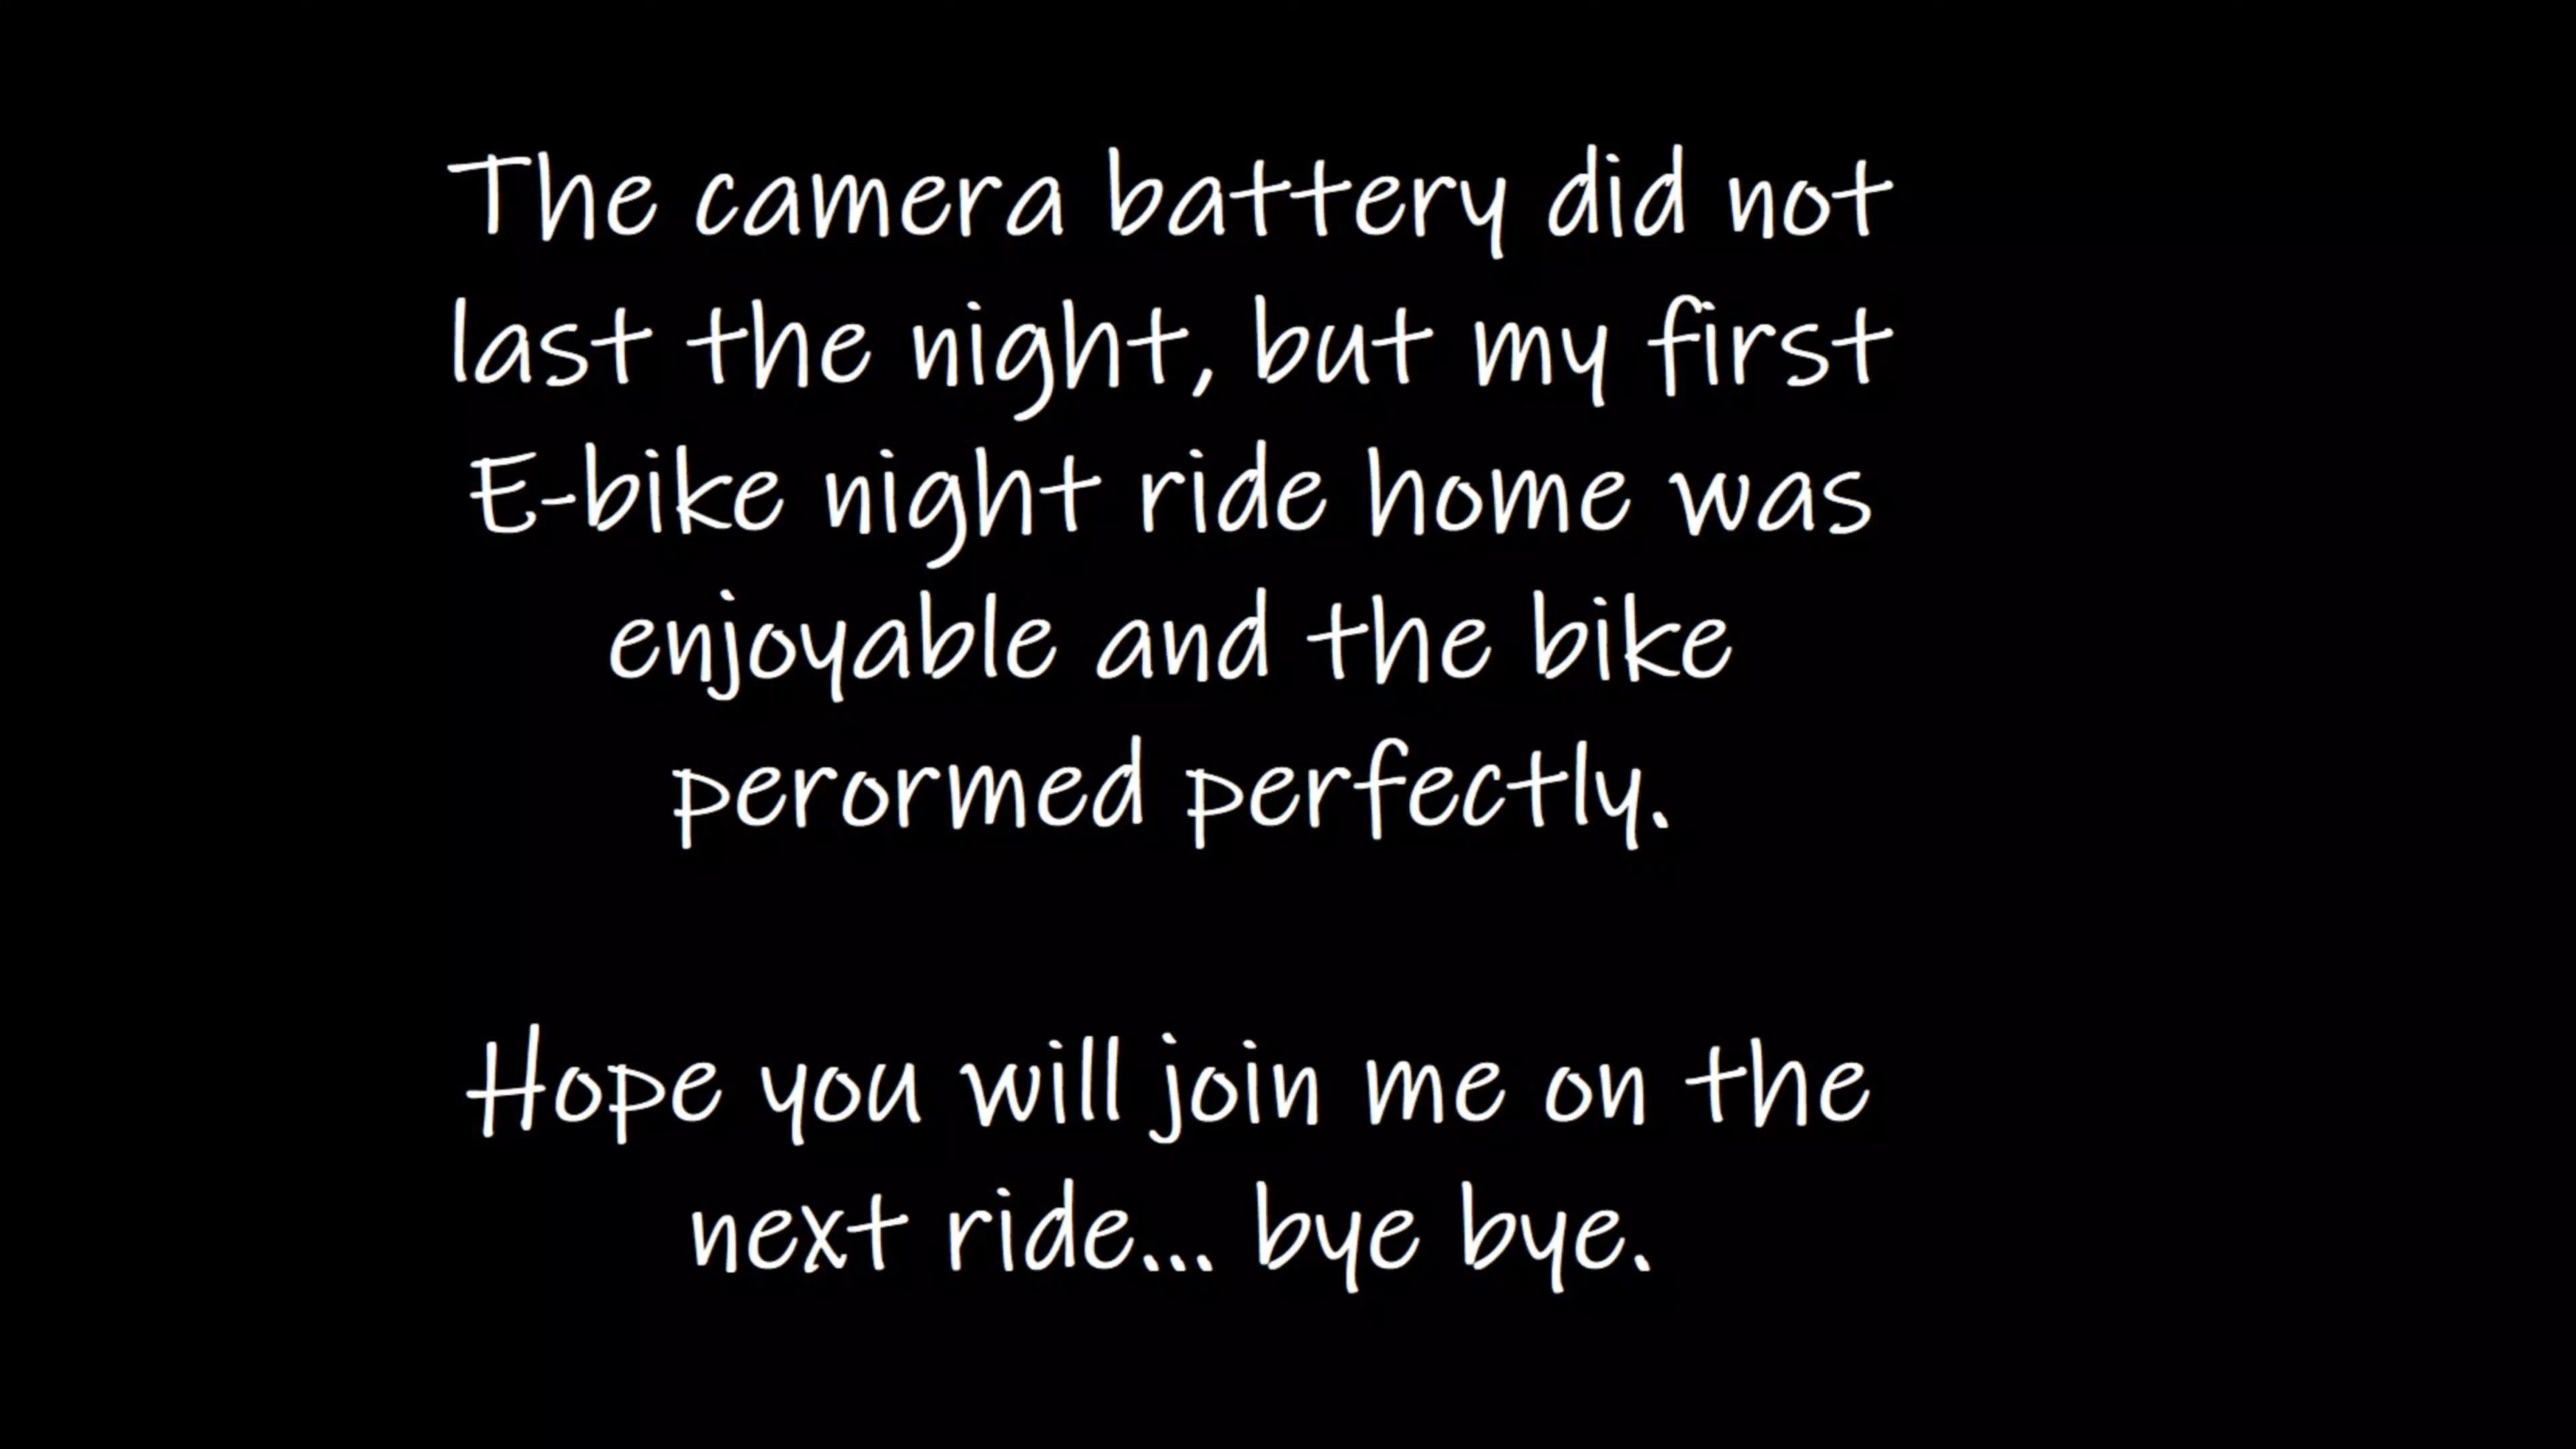 The camera battery did not
last the night, but my first
E-bike night ride home was
enjoyable and the bike
perormed perfectly.
Hope you will join me on the
next ride... bye bye.